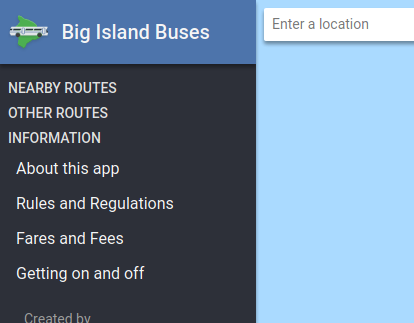 Big Island Buses
Enter a location
NEARBY ROUTES
OTHER ROUTES
INFORMATION
About this app
Rules and Regulations
Fares and Fees
Getting on and off
Created by